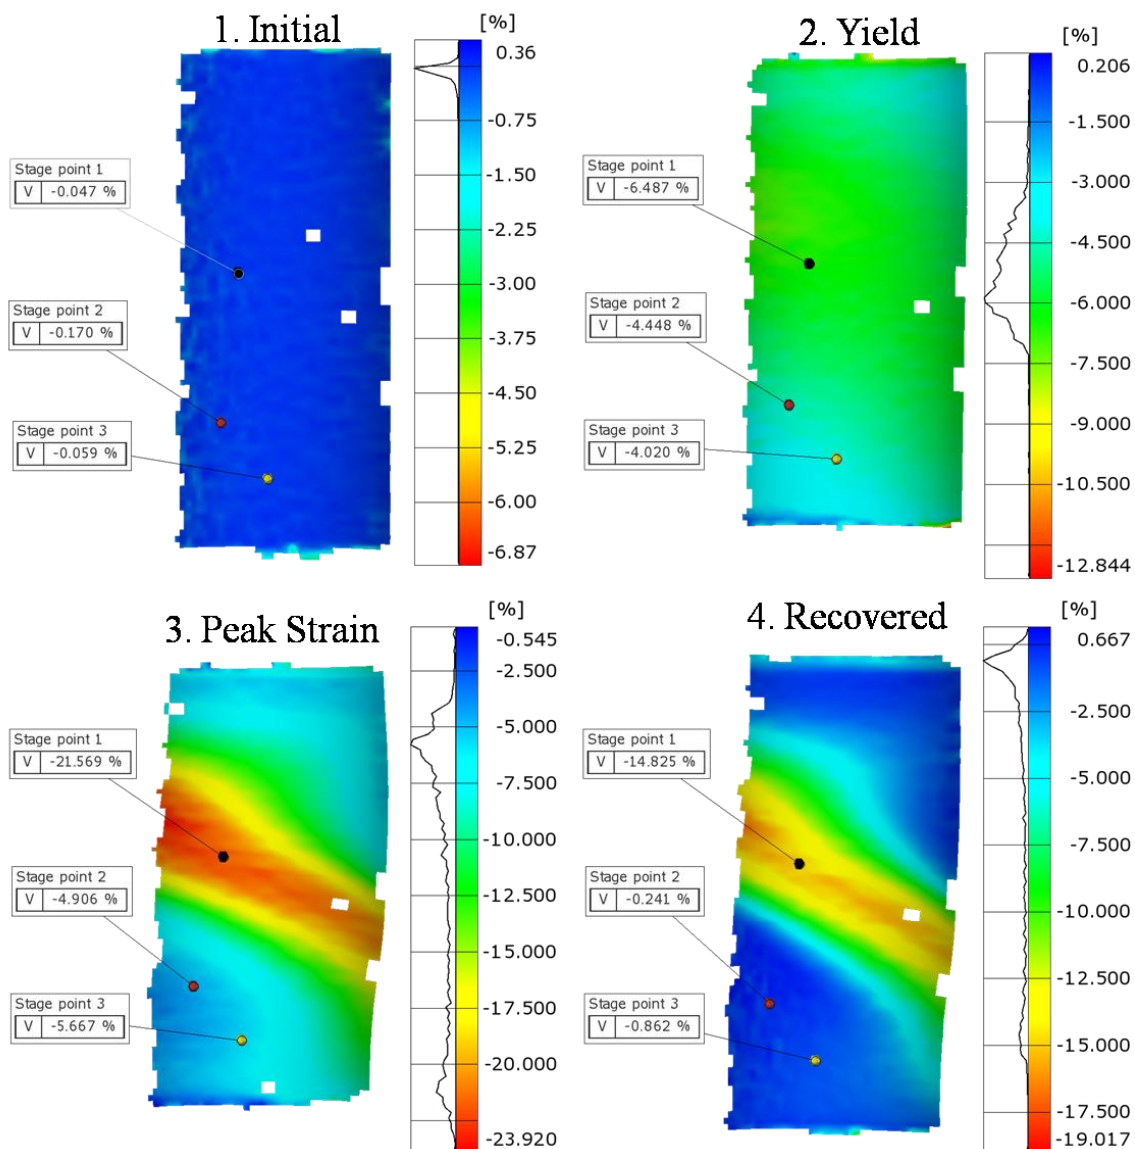 1. Initial
[%]
0.36
-0.75
-1.50
-2.25
-3.00
-3.75
-4.50
-5.25
-6.00
-6.87
Stage point 1
V -0.047 %
Stage point 2
V -0.170 %
Stage point 3
V -0.059 %
2. Yield
[%]
0.206
-1.500
-3.000
-4.500
-6.000
-7.500
-9.000
-10.500
-12.844
Stage point 1
V -6.487 %
Stage point 2
V -4.448 %
Stage point 3
V -4.020 %
3. Peak Strain
[%]
-0.545
-2.500
-5.000
-7.500
-10.000
-12.500
-15.000
-17.500
-20.000
-23.920
Stage point 1
V -21.569 %
Stage point 2
V -4.906 %
Stage point 3
V -5.667 %
4. Recovered
[%]
0.667
-2.500
-5.000
-7.500
-10.000
-12.500
-15.000
-17.500
-19.017
Stage point 1
V -14.825 %
Stage point 2
V -0.241 %
Stage point 3
V -0.862 %